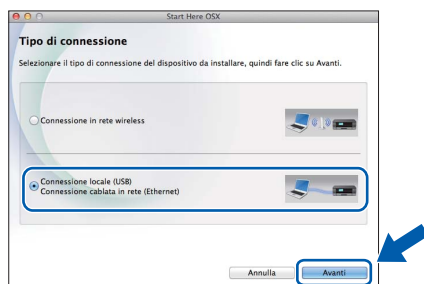 Start Here OSX
Tipo di connessione
Selezionare il tipo di connessione del dispositivo da installare, quindi fare clic su Avanti.
Connessione in rete wireless
Connessione locale (USB)
Connessione cablata in rete (Ethernet)
Annulla
Avanti